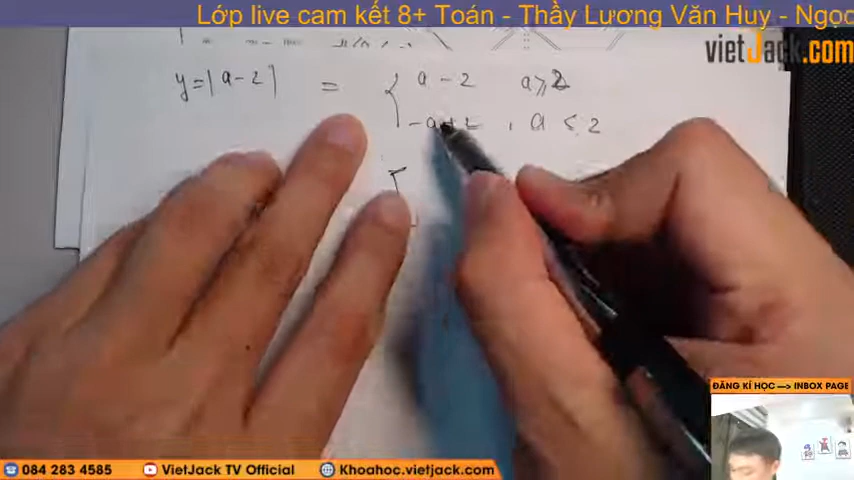 Lớp live cam kết 8+ Toán - Thầy Lương Văn Huy - Ngọc
vietJack.com
y=|a-2| = { a - 2 a ≥ 2
-a+2 , a < 2
ĐĂNG KÍ HỌC —> INBOX PAGE
084 283 4585 VietJack TV Official Khoahoc.vietjack.com